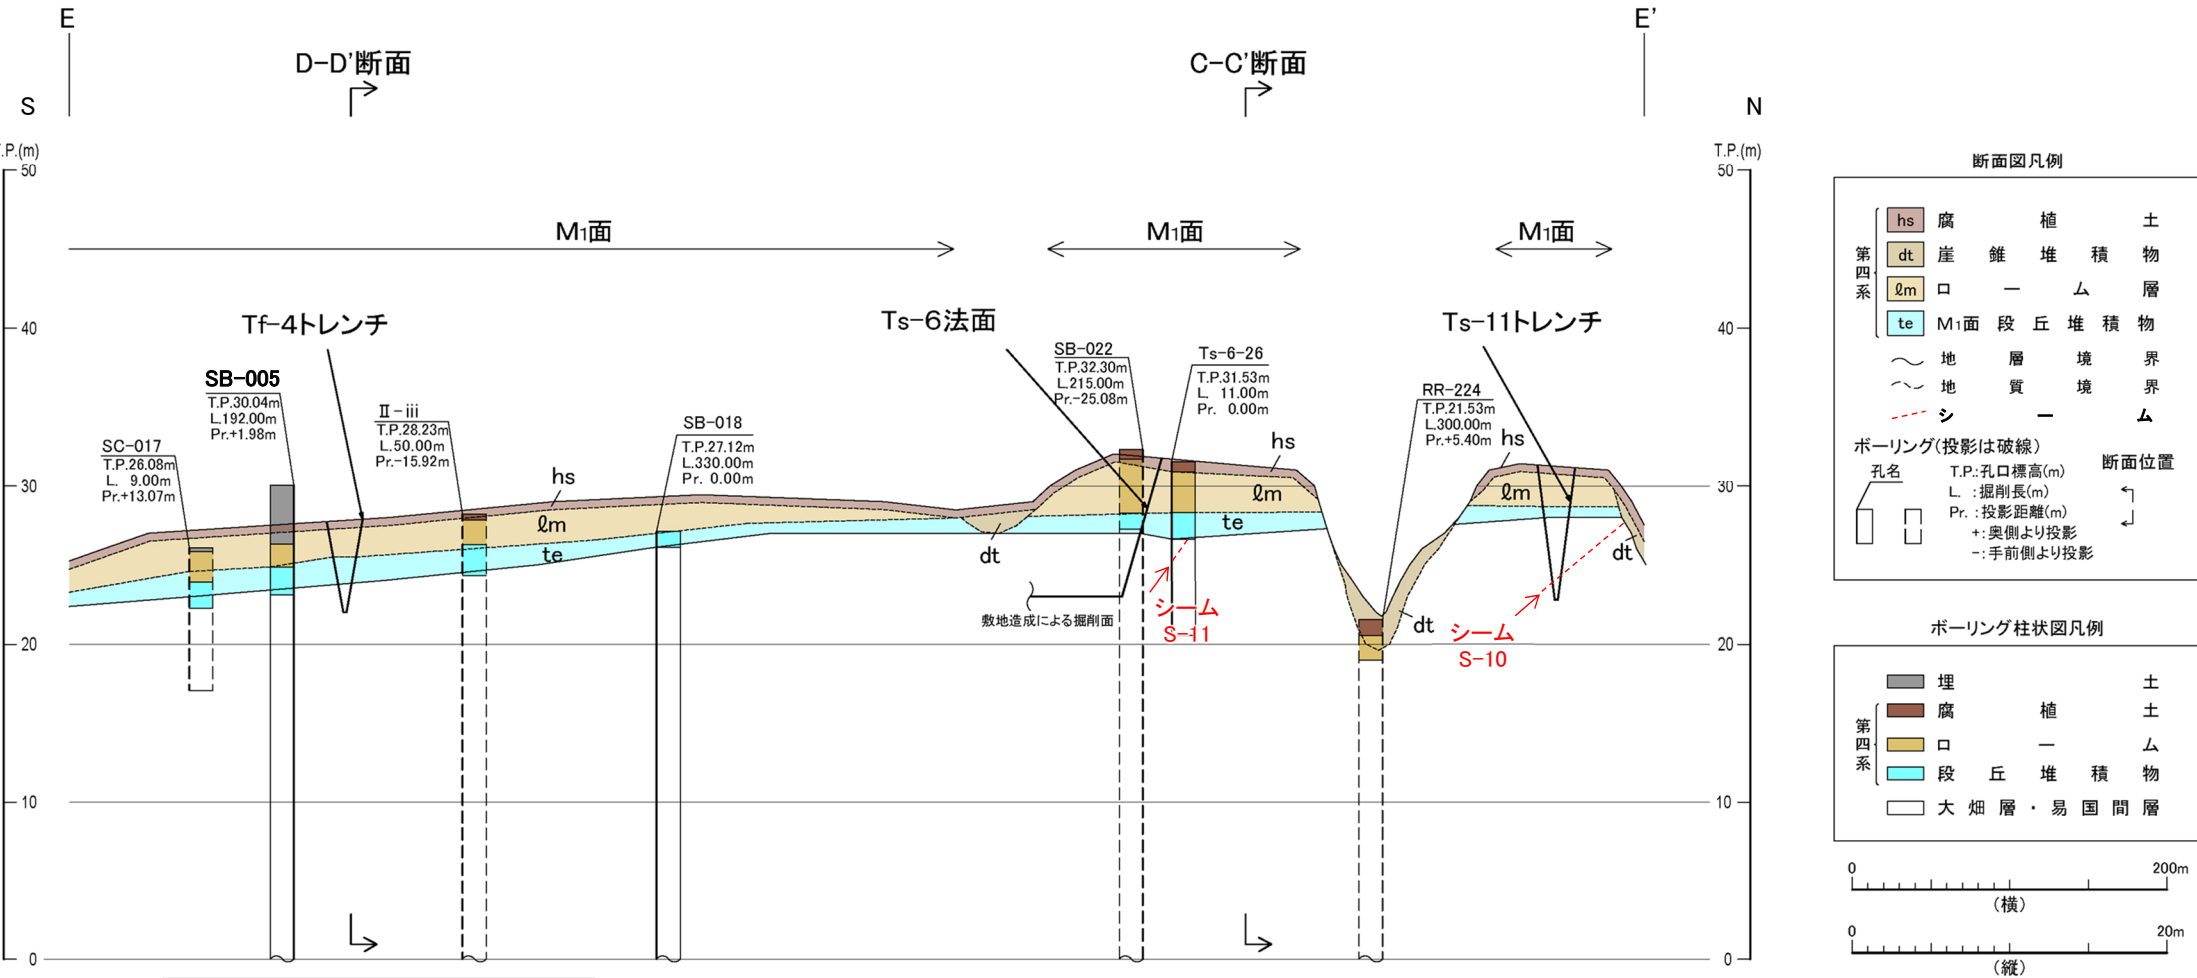 E
E'
D-D'断面
C-C'断面
S
N
T.P.(m)
T.P.(m)
50
50
M1面
M1面
M1面
40
40
Tf-4トレンチ
Ts-6法面
Ts-11トレンチ
SB-005
T.P.30.04m
L.192.00m
Pr.+1.98m
SB-022
T.P.32.30m
L.215.00m
Pr.-25.08m
Ts-6-26
T.P.31.53m
L. 11.00m
Pr. 0.00m
RR-224
T.P.21.53m
L.300.00m
Pr.+5.40m
Ⅱ-iii
T.P.28.23m
L.50.00m
Pr.-15.92m
SB-018
T.P.27.12m
L.330.00m
Pr. 0.00m
SC-017
T.P.26.08m
L. 9.00m
Pr.+13.07m
hs
hs
hs
30
30
ℓm
ℓm
ℓm
te
te
dt
dt
dt
敷地造成による掘削面
シーム
S-11
シーム
S-10
20
20
10
10
0
0
断面図凡例
第四系
hs 腐植土
dt 崖錐堆積物
ℓm ローム層
te M1面段丘堆積物
地層境界
地質境界
シーム
ボーリング(投影は破線)
孔名
T.P.:孔口標高(m)
L. :掘削長(m)
Pr. :投影距離(m)
+:奥側より投影
-:手前側より投影
断面位置
ボーリング柱状図凡例
埋土
第四系
腐植土
ローム
段丘堆積物
大畑層・易国間層
0 200m
(横)
0 20m
(縦)